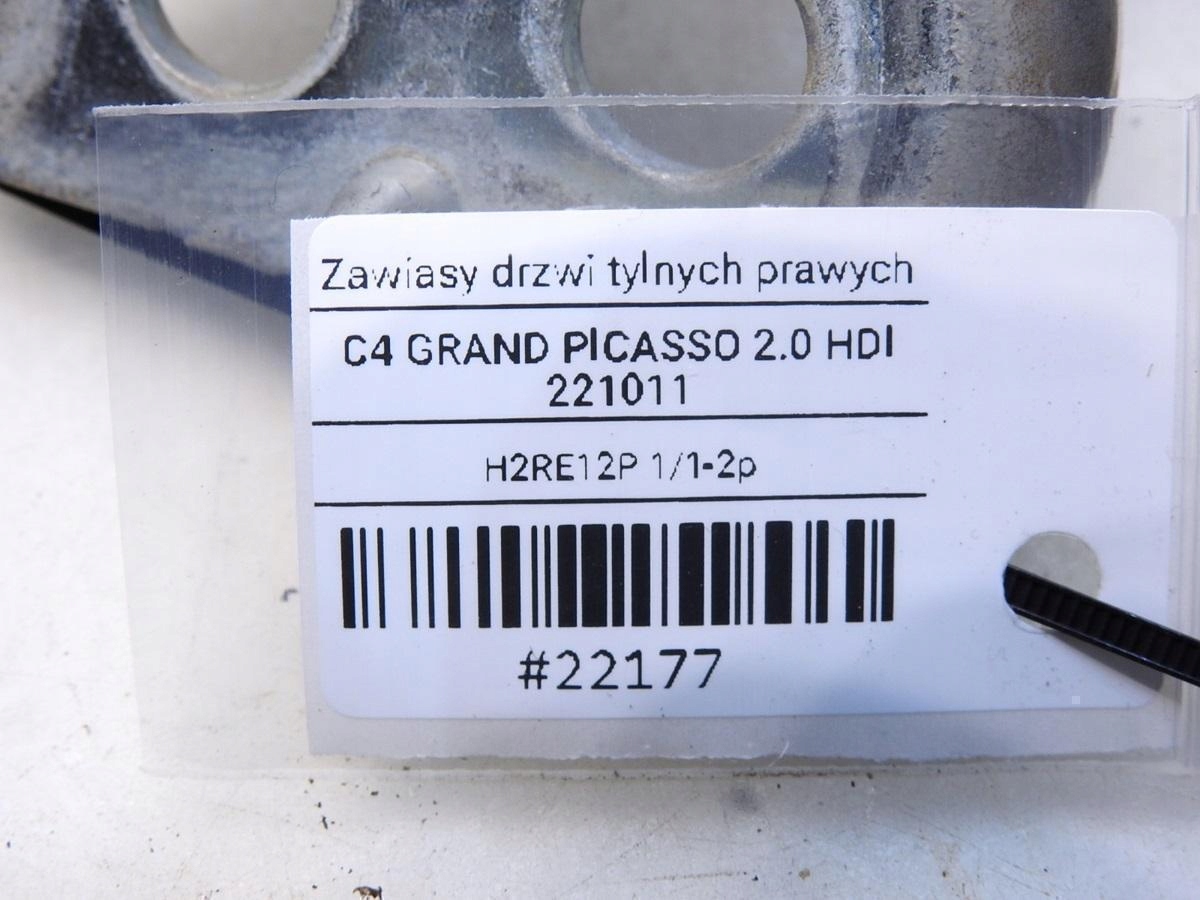 Zawiasy drzwi tylnych prawych
C4 GRAND PICASSO 2.0 HDI
221011
H2RE12P 1/1-2p
#22177